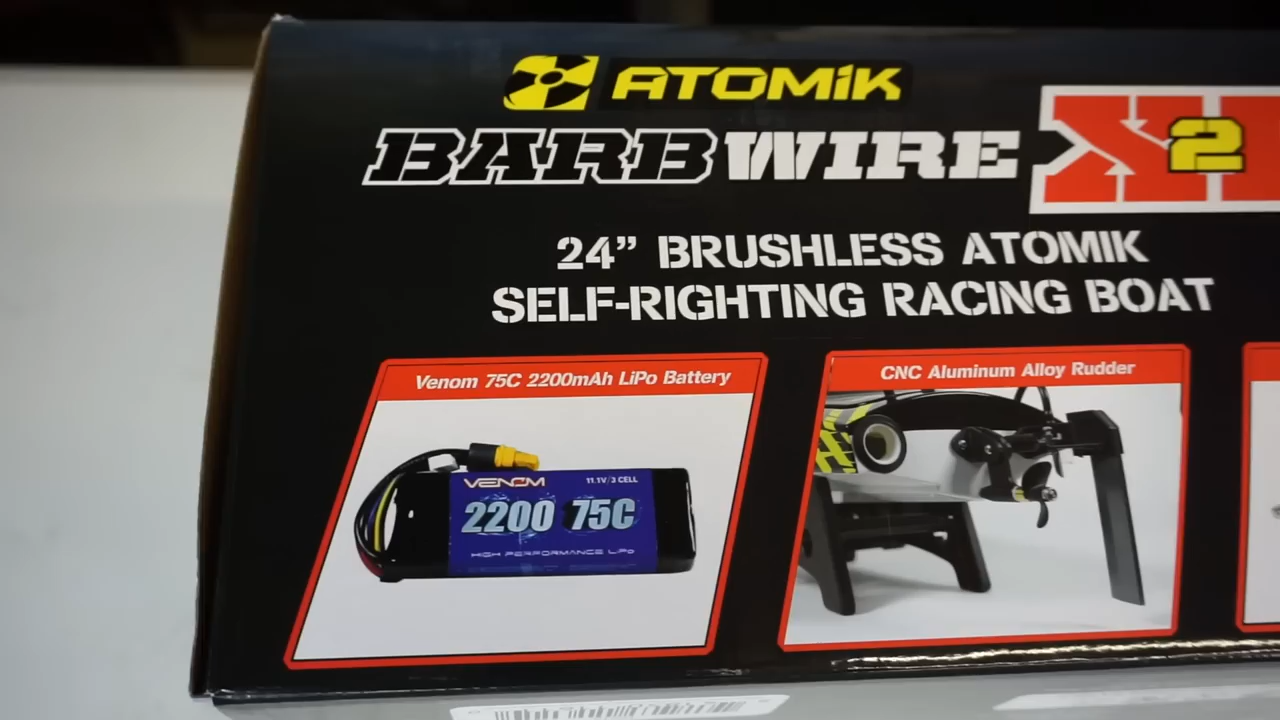 ATOMIK
BARBWIRE X2
24” BRUSHLESS ATOMIK
SELF-RIGHTING RACING BOAT
Venom 75C 2200mAh LiPo Battery
CNC Aluminum Alloy Rudder
VENOM 11.1V/3 CELL
2200 75C
HIGH PERFORMANCE LiPo